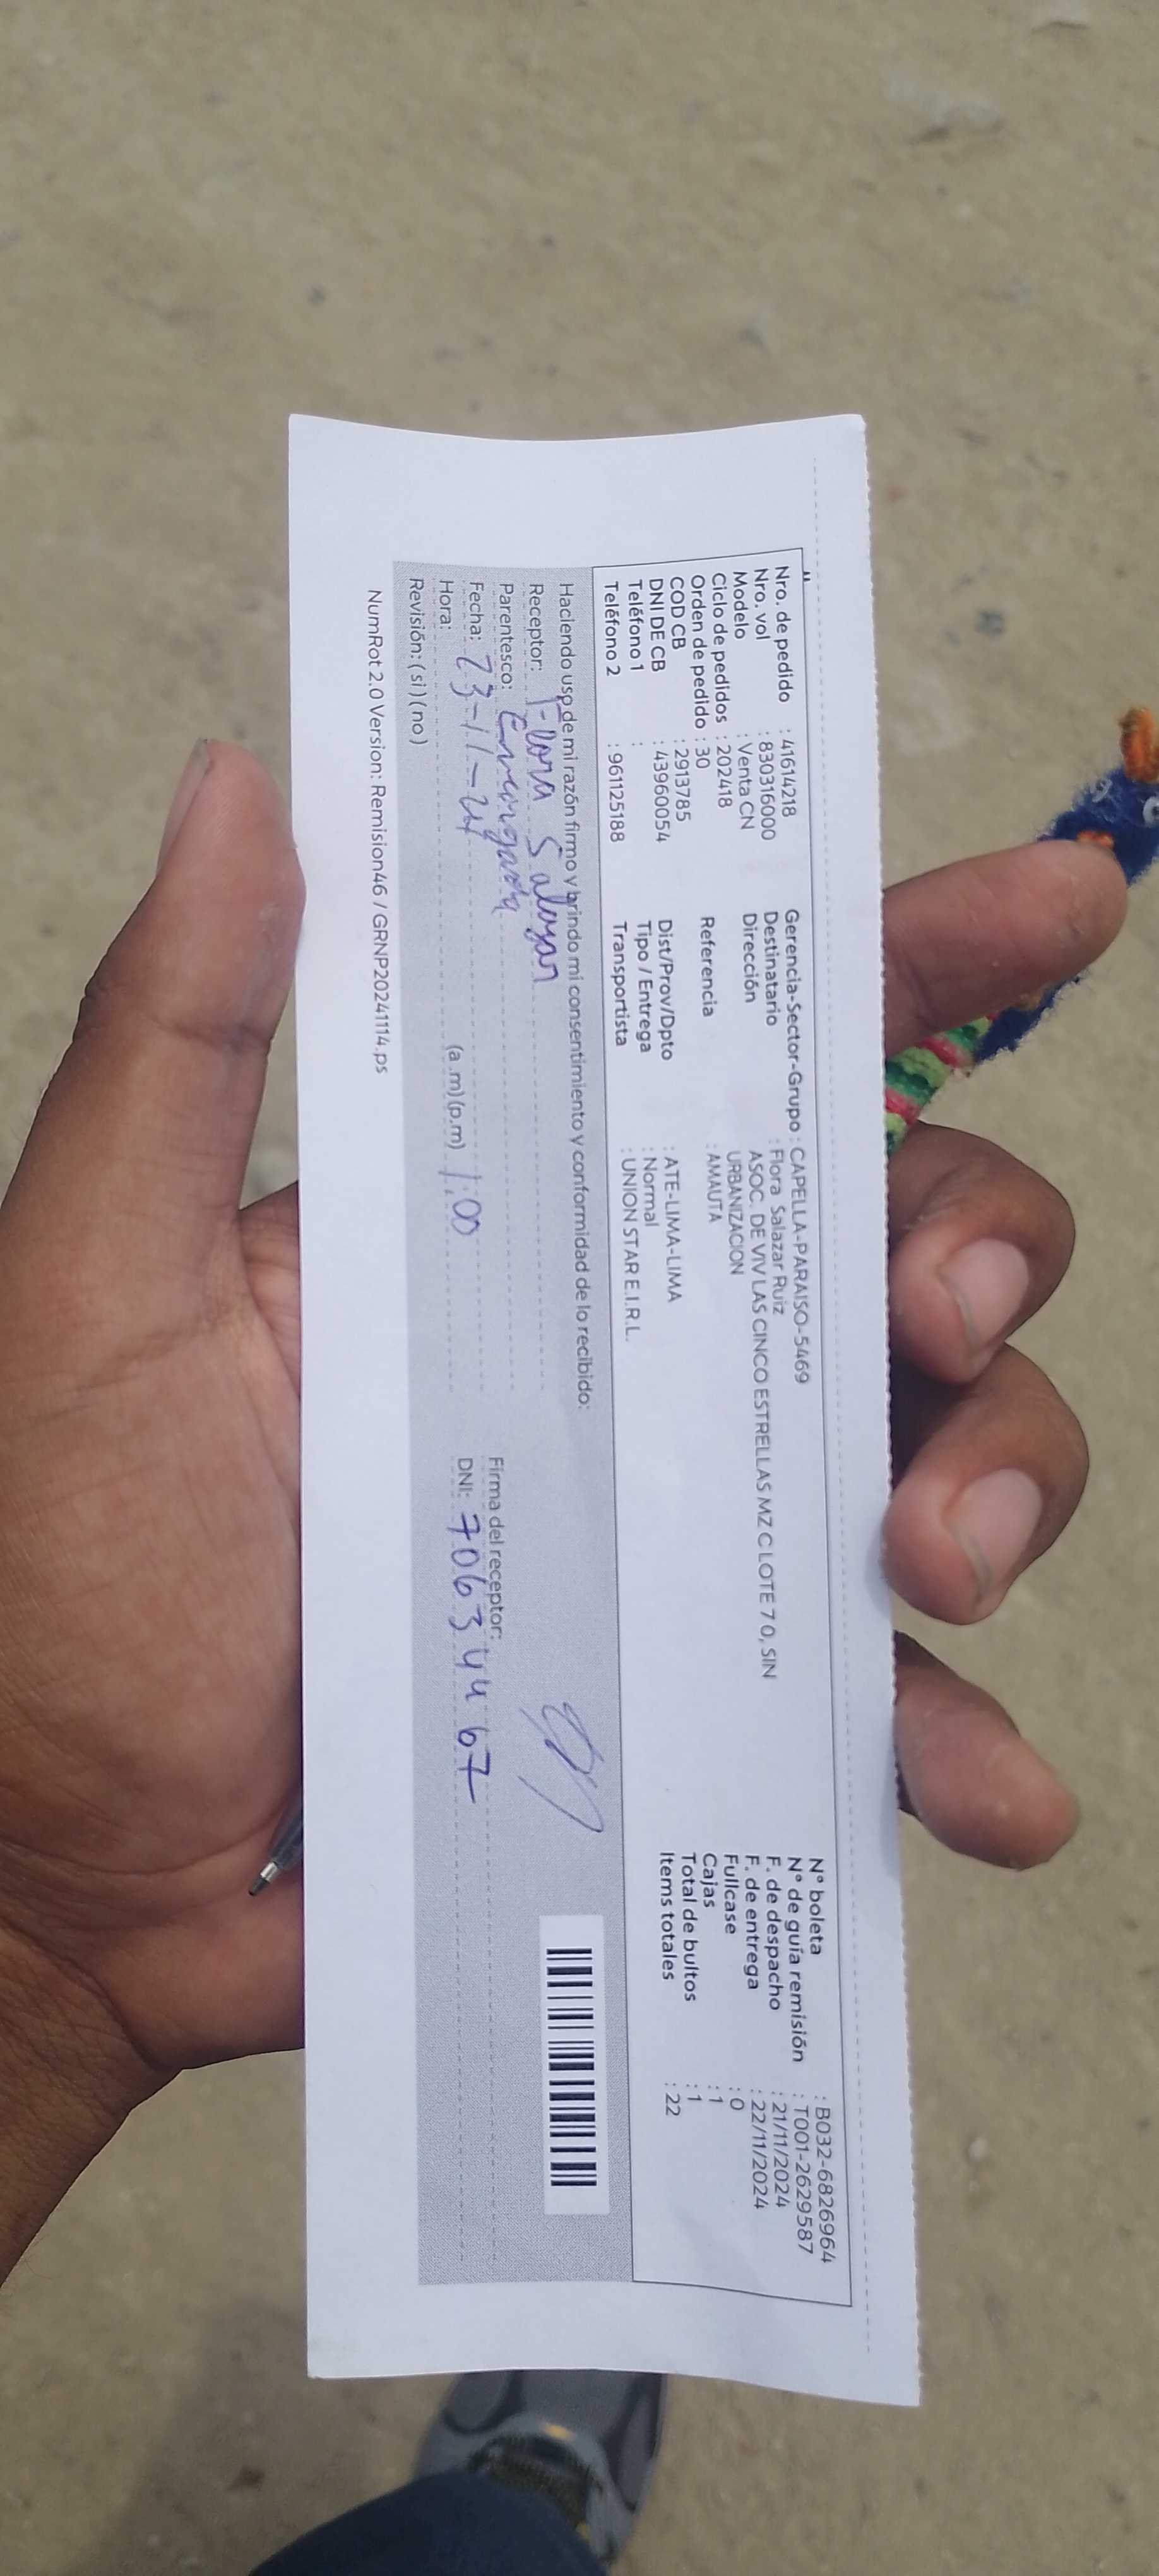 Nro. de pedido : 41614218
Nro. vol : 830316000
Modelo : Venta CN
Ciclo de pedidos : 202418
Orden de pedido : 30
COD CB : 2913785
DNI DE CB : 43960054
Teléfono 1 :
Teléfono 2 : 961125188
Gerencia-Sector-Grupo : CAPELLA-PARAISO-5469
Destinatario : Flora Salazar Ruiz
Dirección ASOC. DE VIV LAS CINCO ESTRELLAS MZ C LOTE 7 0, SIN
URBANIZACION
Referencia : AMAUTA
Dist/Prov/Dpto : ATE-LIMA-LIMA
Tipo / Entrega : Normal
Transportista : UNION STAR E.I.R.L.
N° boleta : B032-6826964
N° de guía remisión : T001-2629587
F. de despacho : 21/11/2024
F. de entrega : 22/11/2024
Fullcase : 0
Cajas : 1
Total de bultos : 1
Items totales : 22
Haciendo uso de mi razón firmo y brindo mi consentimiento y conformidad de lo recibido:
Receptor: Flora Salazar
Parentesco: Encargada
Fecha: 23-11-24
Hora: (a.m)(p.m) 1:00
Revisión: (si)(no)
Firma del receptor:
DNI: 70634467
NumRot 2.0 Version: Remision46 / GRNP20241114.ps